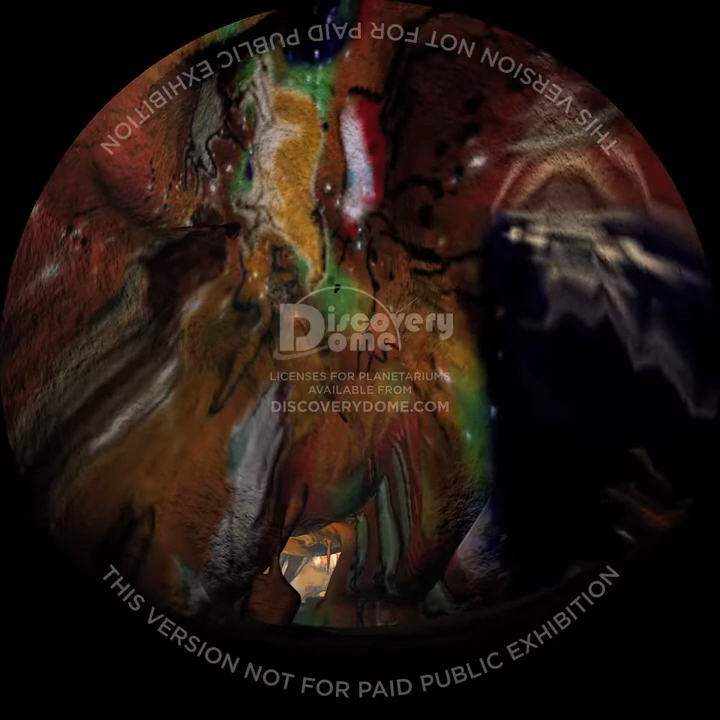 THIS VERSION NOT FOR PAID PUBLIC EXHIBITION
Discovery
Dome
LICENSES FOR PLANETARIUMS
AVAILABLE FROM
DISCOVERYDOME.COM
THIS VERSION NOT FOR PAID PUBLIC EXHIBITION